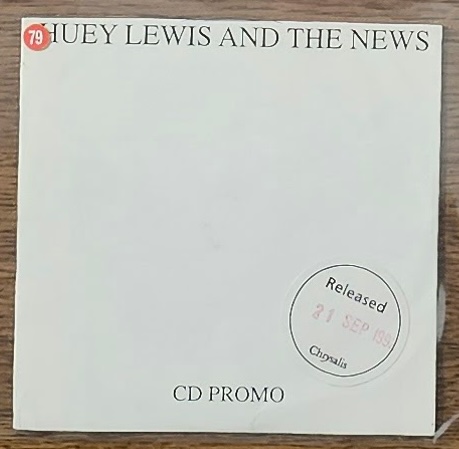 79
HUEY LEWIS AND THE NEWS
Released
21 SEP 199
Chrysalis
CD PROMO